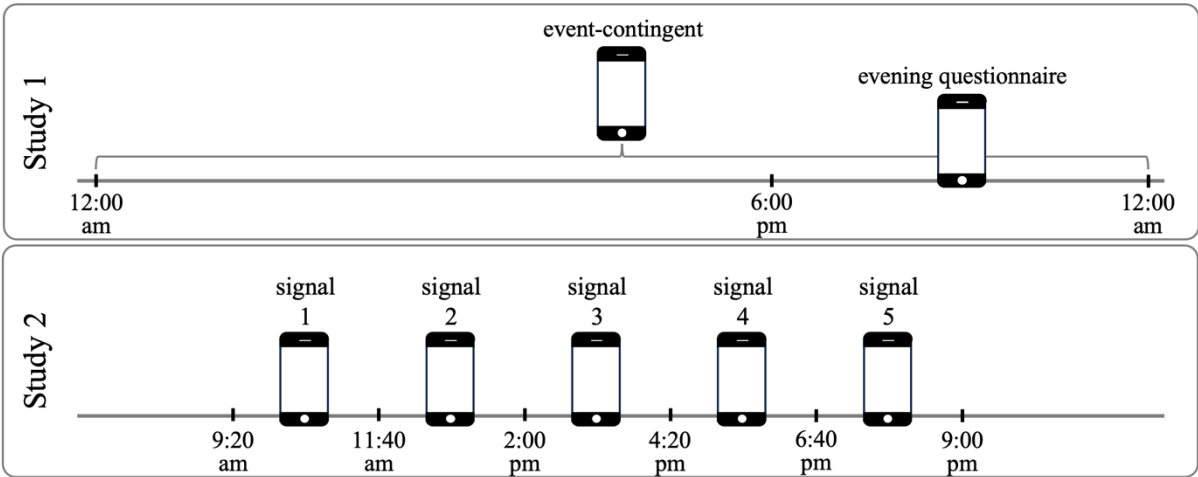 Study 1
event-contingent
evening questionnaire
12:00
am
6:00
pm
12:00
am
Study 2
signal
1
signal
2
signal
3
signal
4
signal
5
9:20
am
11:40
am
2:00
pm
4:20
pm
6:40
pm
9:00
pm